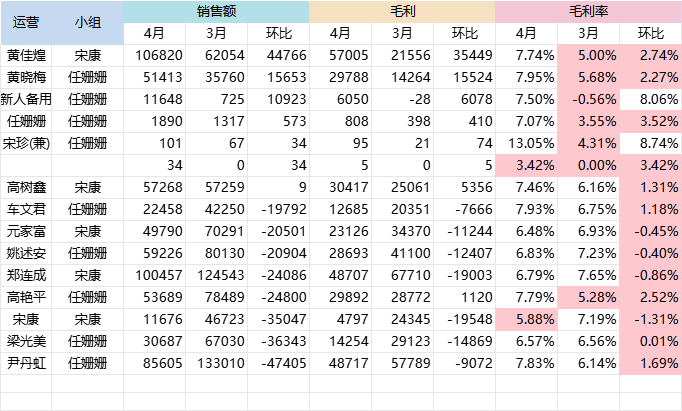 运营 小组 销售额 毛利 毛利率
4月 3月 环比 4月 3月 环比 4月 3月 环比
黄佳煌 宋康 106820 62054 44766 57005 21556 35449 7.74% 5.00% 2.74%
黄晓梅 任姗姗 51413 35760 15653 29788 14264 15524 7.95% 5.68% 2.27%
新人备用 任姗姗 11648 725 10923 6050 -28 6078 7.50% -0.56% 8.06%
任姗姗 任姗姗 1890 1317 573 808 398 410 7.07% 3.55% 3.52%
宋珍(兼) 任姗姗 101 67 34 95 21 74 13.05% 4.31% 8.74%
34 0 34 5 0 5 3.42% 0.00% 3.42%
高树鑫 宋康 57268 57259 9 30417 25061 5356 7.46% 6.16% 1.31%
车文君 任姗姗 22458 42250 -19792 12685 20351 -7666 7.93% 6.75% 1.18%
元家富 宋康 49790 70291 -20501 23126 34370 -11244 6.48% 6.93% -0.45%
姚述安 任姗姗 59226 80130 -20904 28693 41100 -12407 6.83% 7.23% -0.40%
郑连成 宋康 100457 124543 -24086 48707 67710 -19003 6.79% 7.65% -0.86%
高艳平 任姗姗 53689 78489 -24800 29892 28772 1120 7.79% 5.28% 2.52%
宋康 宋康 11676 46723 -35047 4797 24345 -19548 5.88% 7.19% -1.31%
梁光美 任姗姗 30687 67030 -36343 14254 29123 -14869 6.57% 6.56% 0.01%
尹丹虹 任姗姗 85605 133010 -47405 48717 57789 -9072 7.83% 6.14% 1.69%